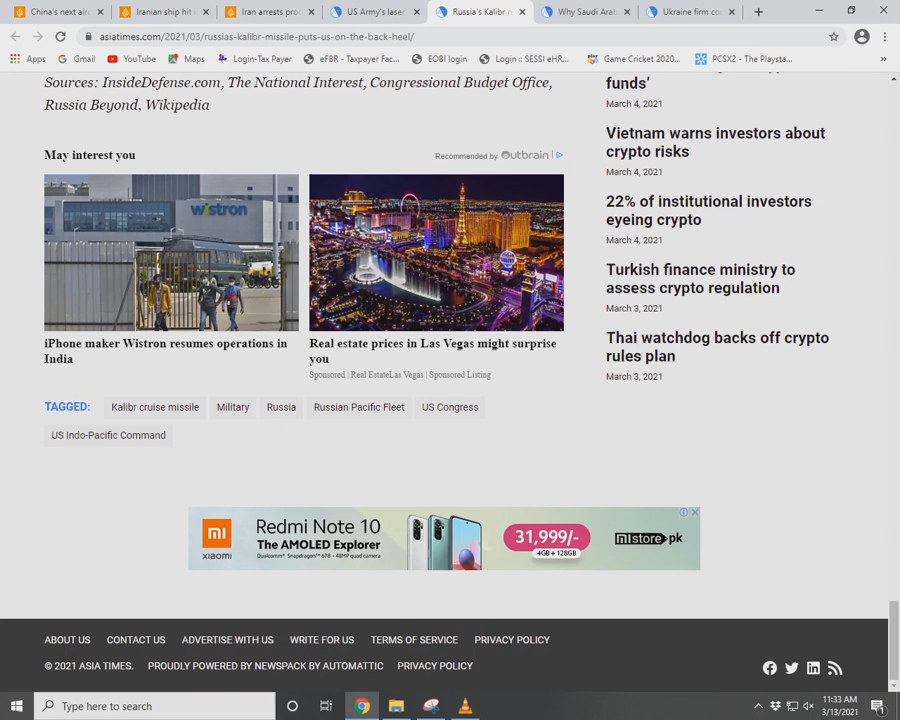 China's next airc
Iranian ship hit
Iran arrests proc
US Army's laser
Russia's Kalibr m
Why Saudi Arab
Ukraine firm co
asiatimes.com/2021/03/russias-kalibr-missile-puts-us-on-the-back-heel/
Apps
Gmail
YouTube
Maps
Login-Tax Payer
eFBR - Taxpayer Fac...
EOBI login
Login :: SESSI eHR...
Game Cricket 2020...
PCSX2 - The Playsta...
»
Sources: InsideDefense.com, The National Interest, Congressional Budget Office,
Russia Beyond, Wikipedia
May interest you
Recommended by Outbrain
wistron
iPhone maker Wistron resumes operations in
India
Real estate prices in Las Vegas might surprise
you
Sponsored | Real EstateLas Vegas | Sponsored Listing
TAGGED:
Kalibr cruise missile
Military
Russia
Russian Pacific Fleet
US Congress
US Indo-Pacific Command
funds’
March 4, 2021
Vietnam warns investors about
crypto risks
March 4, 2021
22% of institutional investors
eyeing crypto
March 4, 2021
Turkish finance ministry to
assess crypto regulation
March 3, 2021
Thai watchdog backs off crypto
rules plan
March 3, 2021
mi
XIAOMI
Redmi Note 10
The AMOLED Explorer
Qualcomm® Snapdragon™ 678 • 48MP quad camera
31,999/-
4GB + 128GB
mistore pk
ABOUT US CONTACT US ADVERTISE WITH US WRITE FOR US TERMS OF SERVICE PRIVACY POLICY
© 2021 ASIA TIMES. PROUDLY POWERED BY NEWSPACK BY AUTOMATTIC PRIVACY POLICY
Type here to search
11:33 AM
3/13/2021
1